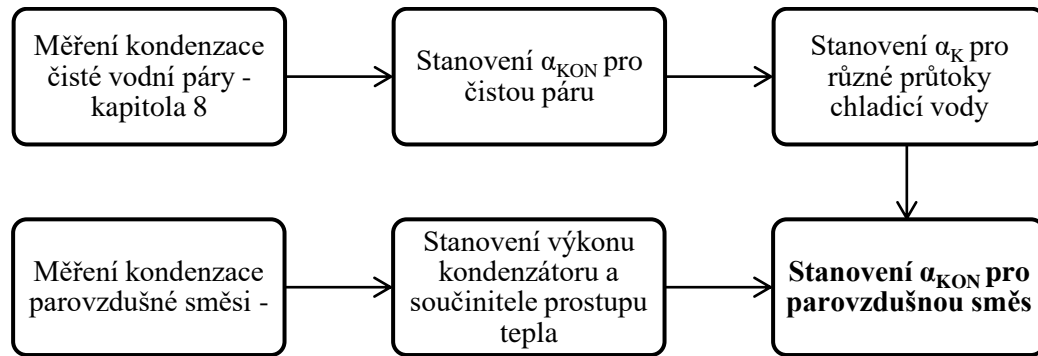 Měření kondenzace
čisté vodní páry -
kapitola 8
Stanovení αKON pro
čistou páru
Stanovení αK pro
různé průtoky
chladicí vody
Měření kondenzace
parovzdušné směsi -
Stanovení výkonu
kondenzátoru a
součinitele prostupu
tepla
Stanovení αKON pro
parovzdušnou směs